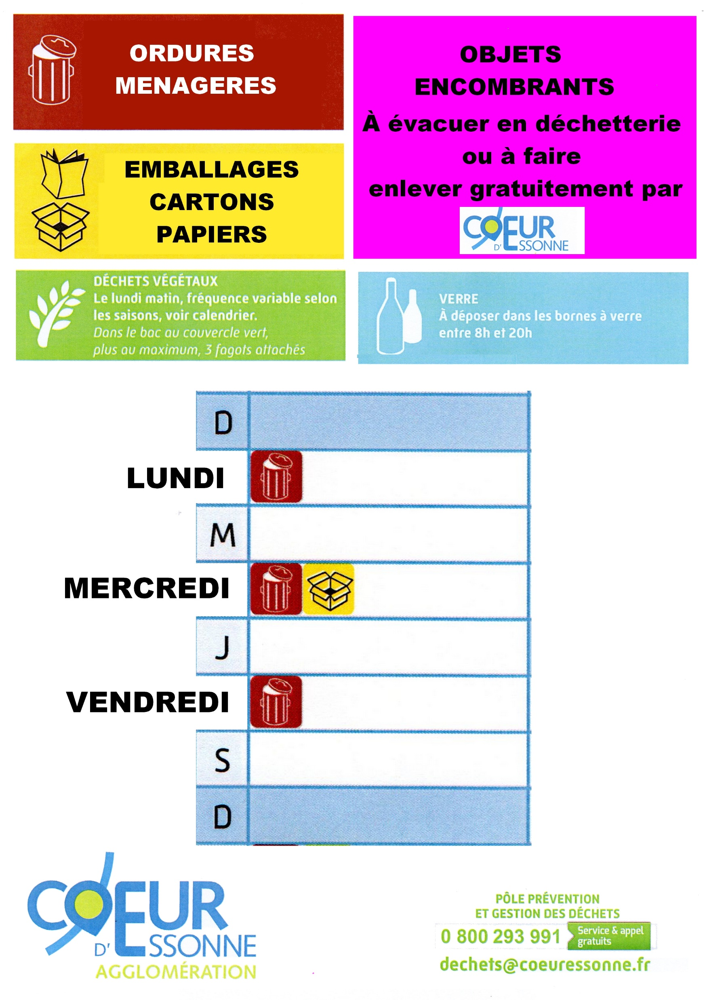 ORDURES
MENAGERES
EMBALLAGES
CARTONS
PAPIERS
OBJETS
ENCOMBRANTS
À évacuer en déchetterie
ou à faire
enlever gratuitement par
COEUR
D'ESSONNE
DÉCHETS VÉGÉTAUX
Le lundi matin, fréquence variable selon
les saisons, voir calendrier.
Dans le bac au couvercle vert,
plus au maximum, 3 fagots attachés
VERRE
À déposer dans les bornes à verre
entre 8h et 20h
D
LUNDI
M
MERCREDI
J
VENDREDI
S
D
COEUR
D'ESSONNE
AGGLOMÉRATION
PÔLE PRÉVENTION
ET GESTION DES DÉCHETS
0 800 293 991 Service & appel
gratuits
dechets@coeuressonne.fr